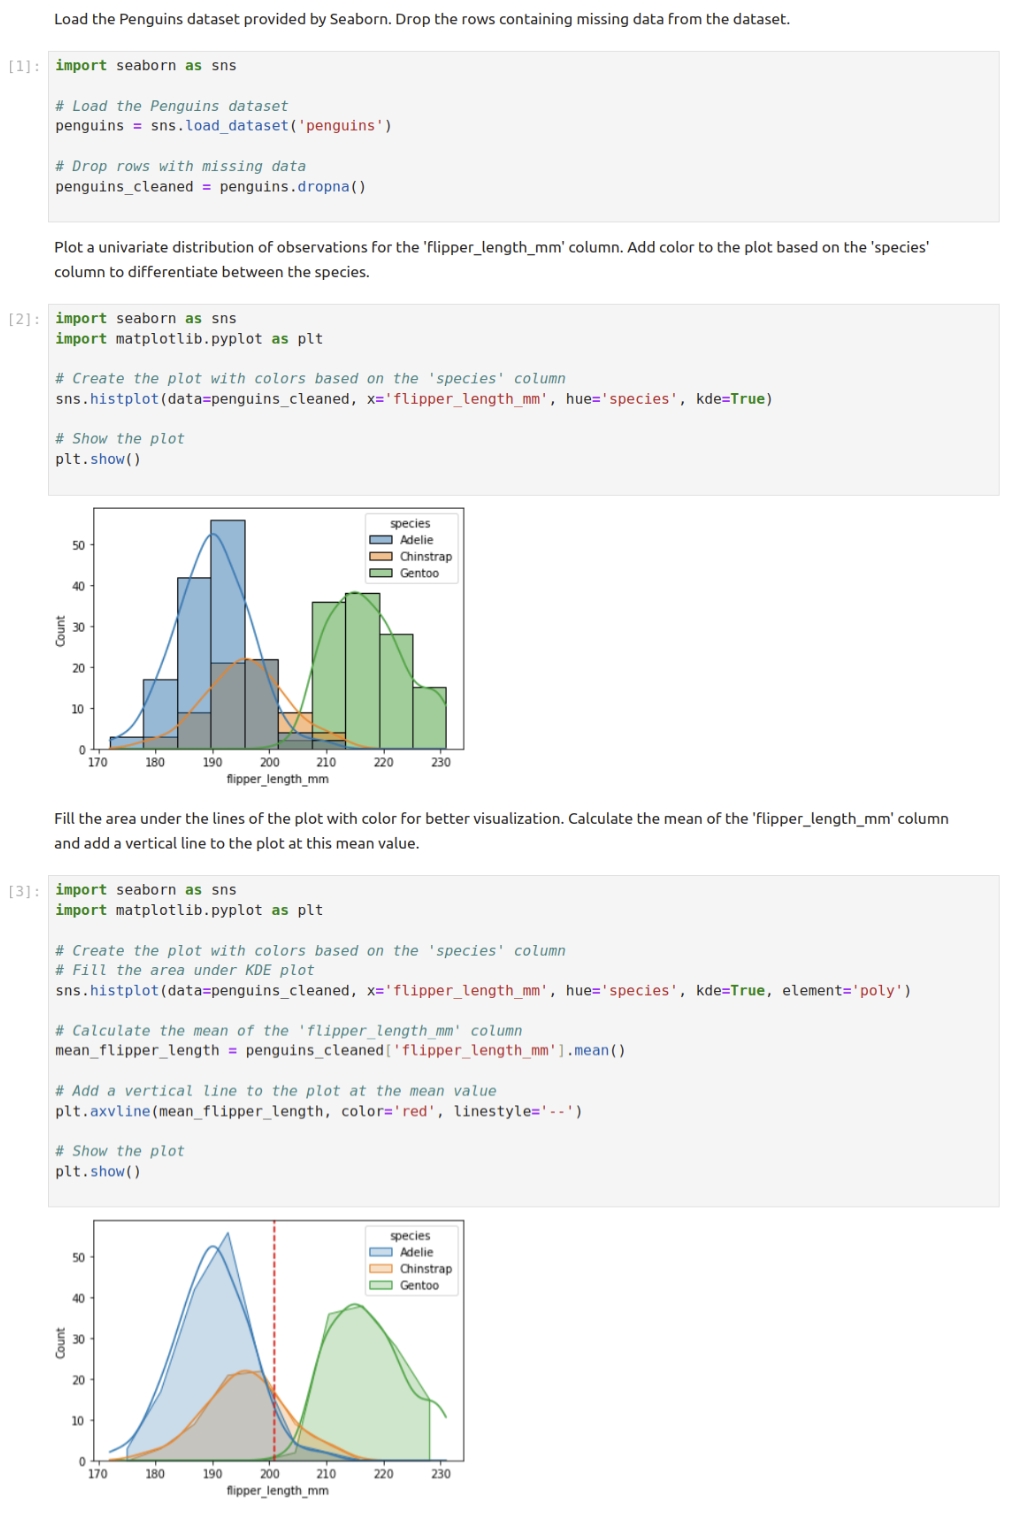 Load the Penguins dataset provided by Seaborn. Drop the rows containing missing data from the dataset.
[1]:
import seaborn as sns
# Load the Penguins dataset
penguins = sns.load_dataset('penguins')
# Drop rows with missing data
penguins_cleaned = penguins.dropna()
Plot a univariate distribution of observations for the 'flipper_length_mm' column. Add color to the plot based on the 'species'
column to differentiate between the species.
[2]:
import seaborn as sns
import matplotlib.pyplot as plt
# Create the plot with colors based on the 'species' column
sns.histplot(data=penguins_cleaned, x='flipper_length_mm', hue='species', kde=True)
# Show the plot
plt.show()
species
Adelie
Chinstrap
Gentoo
Count
50
40
30
20
10
0
170 180 190 200 210 220 230
flipper_length_mm
Fill the area under the lines of the plot with color for better visualization. Calculate the mean of the 'flipper_length_mm' column
and add a vertical line to the plot at this mean value.
[3]:
import seaborn as sns
import matplotlib.pyplot as plt
# Create the plot with colors based on the 'species' column
# Fill the area under KDE plot
sns.histplot(data=penguins_cleaned, x='flipper_length_mm', hue='species', kde=True, element='poly')
# Calculate the mean of the 'flipper_length_mm' column
mean_flipper_length = penguins_cleaned['flipper_length_mm'].mean()
# Add a vertical line to the plot at the mean value
plt.axvline(mean_flipper_length, color='red', linestyle='--')
# Show the plot
plt.show()
species
Adelie
Chinstrap
Gentoo
Count
50
40
30
20
10
0
170 180 190 200 210 220 230
flipper_length_mm